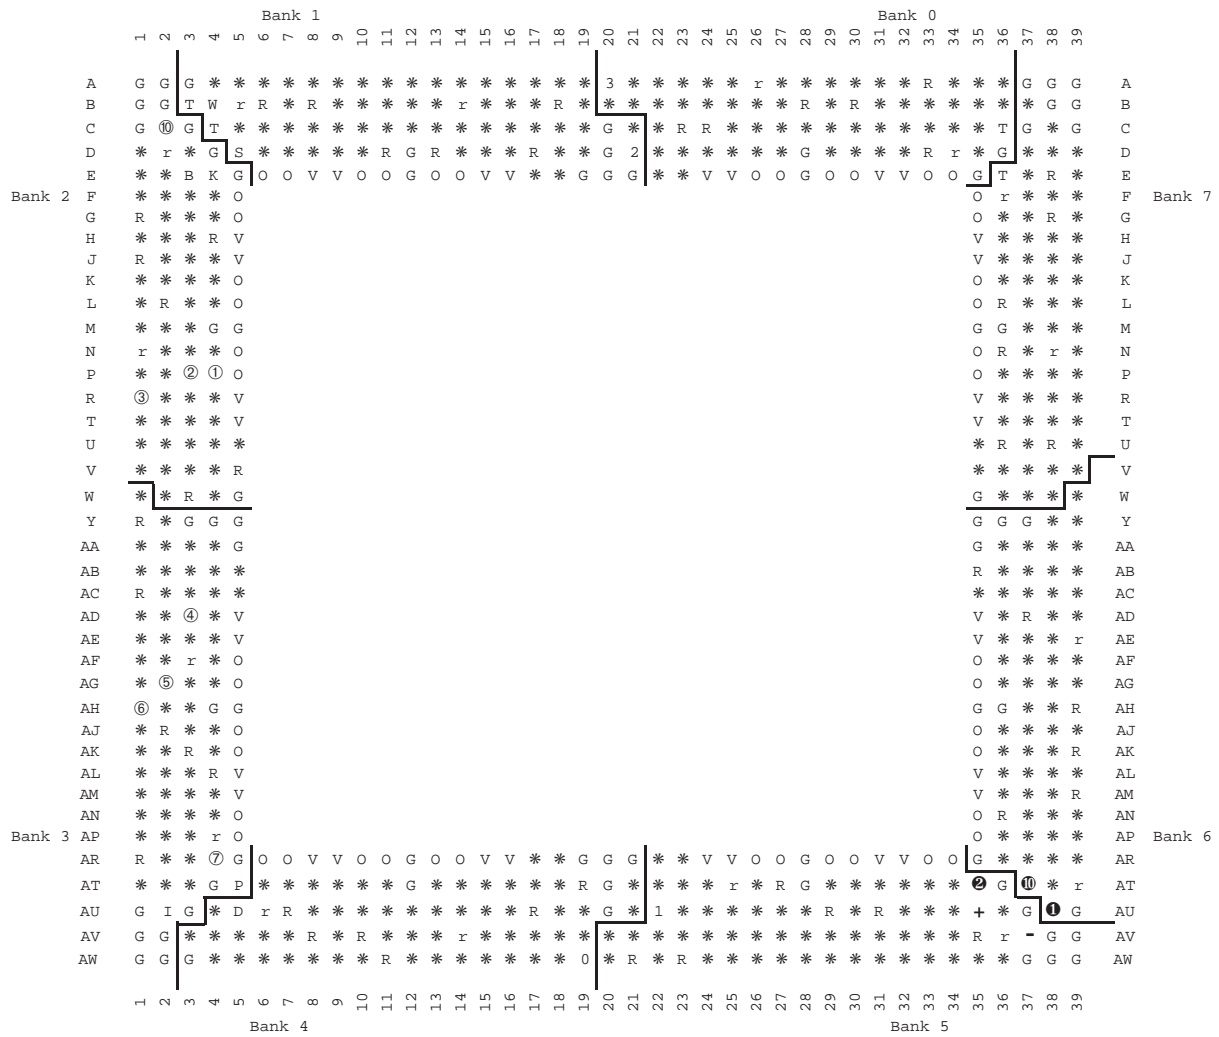 Bank 1 Bank 0
1 2 3 4 5 6 7 8 9 10 11 12 13 14 15 16 17 18 19 20 21 22 23 24 25 26 27 28 29 30 31 32 33 34 35 36 37 38 39
A G G G * * * * * * * * * * * * * * * * 3 * * * * * r * * * * * * R * * * G G G A
B G G T W r R * R * * * * * r * * * R * * * * * * * * * R * R * * * * * * * G G B
C G ⑩ G T * * * * * * * * * * * * * * * G * * R R * * * * * * * * * * * T G * G C
D * r * G S * * * * * R G R * * * R * * G 2 * * * * * * G * * * * R r * G * * * D
E * * B K G O O V V O O G O O V V * * G G G * * V V O O G O O V V O O G T * R * E
Bank 2 F * * * * O O r * * * F Bank 7
G R * * * O O * * R * G
H * * * R V V * * * * H
J R * * * V V * * * * J
K * * * * O O * * * * K
L * R * * O O R * * * L
M * * * G G G G * * * M
N r * * * O O R * r * N
P * * ② ① O O * * * * P
R ③ * * * V V * * * * R
T * * * * V V * * * * T
U * * * * * * R * R * U
V * * * * R * * * * * V
W * * R * G G * * * * W
Y R * G G G G G G * * Y
AA * * * * G G * * * * AA
AB * * * * * R * * * * AB
AC R * * * * * * * * * AC
AD * * ④ * V V * R * * AD
AE * * * * V V * * * r AE
AF * * r * O O * * * * AF
AG * ⑤ * * O O * * * * AG
AH ⑥ * * G G G G * * R AH
AJ * R * * O O * * * * AJ
AK * * R * O O * * * R AK
AL * * * R V V * * * * AL
AM * * * * V V * * * R AM
AN * * * * O O R * * * AN
Bank 3 AP * * * r O O * * * * AP Bank 6
AR R * * ⑦ G O O V V O O G O O V V * * G G G * * V V O O G O O V V O O G * * * * AR
AT * * * G P * * * * * * G * * * * * * R G * * * * r * R G * * * * * * ❷ G ❿ * r AT
AU G I G * D r R * * * * * * * * * R * * G * 1 * * * * * * R * R * * * + * G ❶ G AU
AV G G * * * * * R * R * * * r * * * * * * * * * * * * * * * * * * * * R r - G G AV
AW G G G * * * * * * * R * * * * * * * 0 * R * R * * * * * * * * * * * * * G G G AW
1 2 3 4 5 6 7 8 9 10 11 12 13 14 15 16 17 18 19 20 21 22 23 24 25 26 27 28 29 30 31 32 33 34 35 36 37 38 39
Bank 4 Bank 5